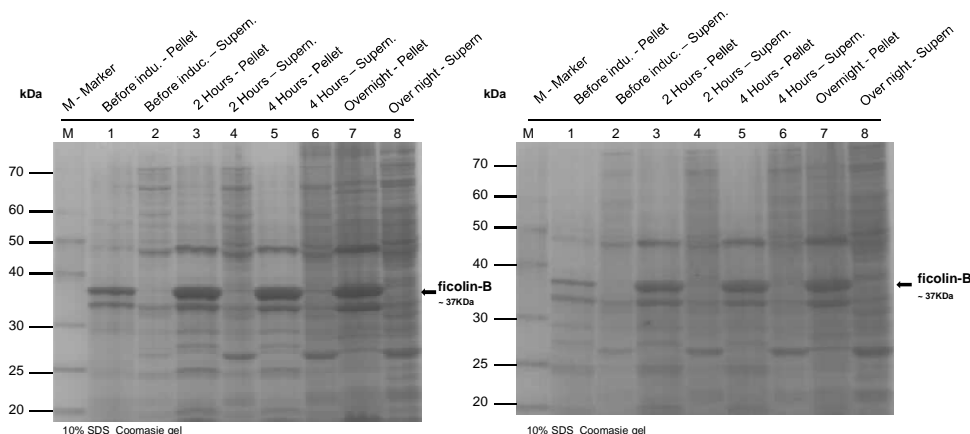 M - Marker
Before indu. - Pellet
Before induc. – Supern.
2 Hours - Pellet
2 Hours – Supern.
4 Hours - Pellet
4 Hours – Supern.
Overnight - Pellet
Over night - Supern
kDa
M 1 2 3 4 5 6 7 8
70
60
50
40
30
25
20
ficolin-B
~ 37KDa
10% SDS Coomasie gel
M - Marker
Before indu. - Pellet
Before induc. – Supern.
2 Hours - Pellet
2 Hours – Supern.
4 Hours - Pellet
4 Hours – Supern.
Overnight - Pellet
Over night - Supern
kDa
M 1 2 3 4 5 6 7 8
70
60
50
40
30
25
20
ficolin-B
~ 37KDa
10% SDS Coomasie gel